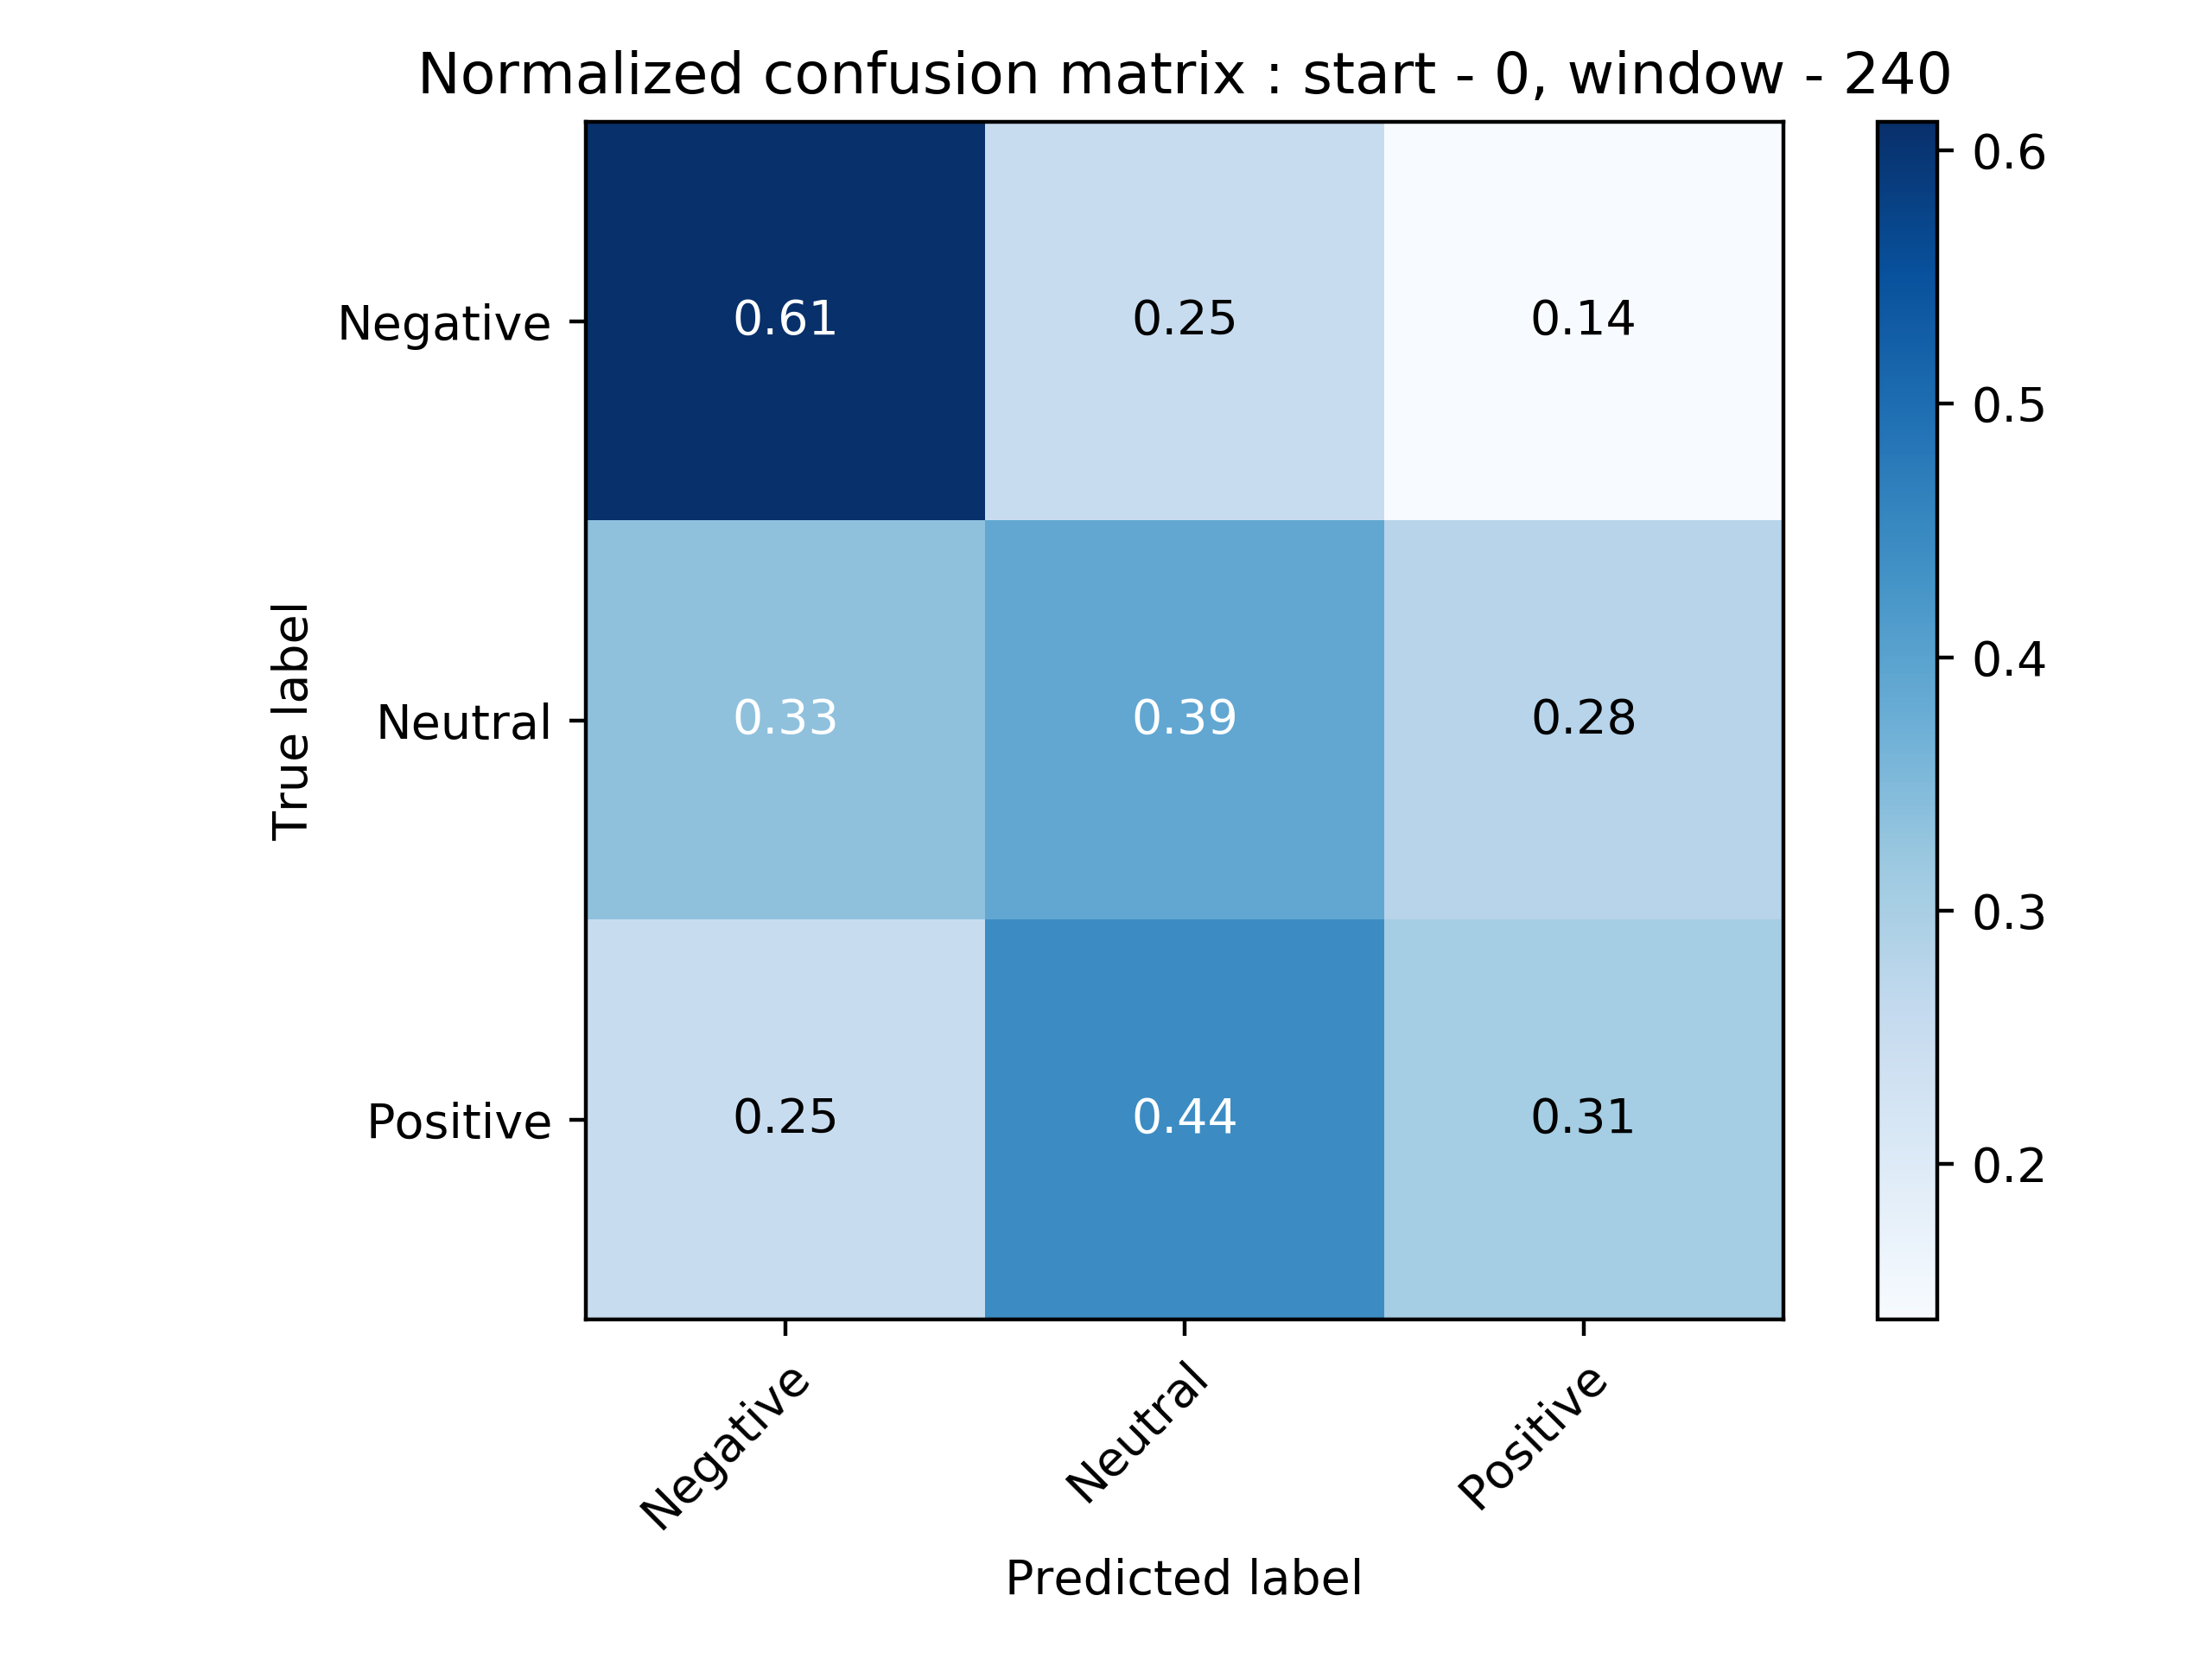 Normalized confusion matrix : start - 0, window - 240
Negative 0.61 0.25 0.14
Neutral 0.33 0.39 0.28
Positive 0.25 0.44 0.31
True label
Negative Neutral Positive
Predicted label
0.6
0.5
0.4
0.3
0.2